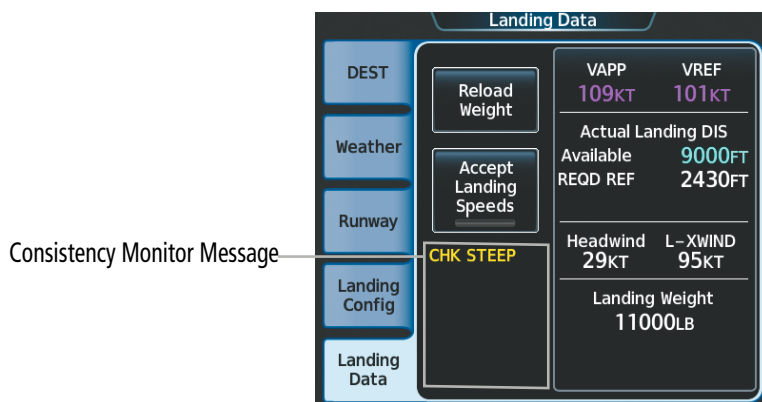 Landing Data
DEST
Weather
Runway
Landing
Config
Landing
Data
Reload
Weight
Accept
Landing
Speeds
Consistency Monitor Message
CHK STEEP
VAPP VREF
109KT 101KT
Actual Landing DIS
Available 9000FT
REQD REF 2430FT
Headwind L-XWIND
29KT 95KT
Landing Weight
11000LB